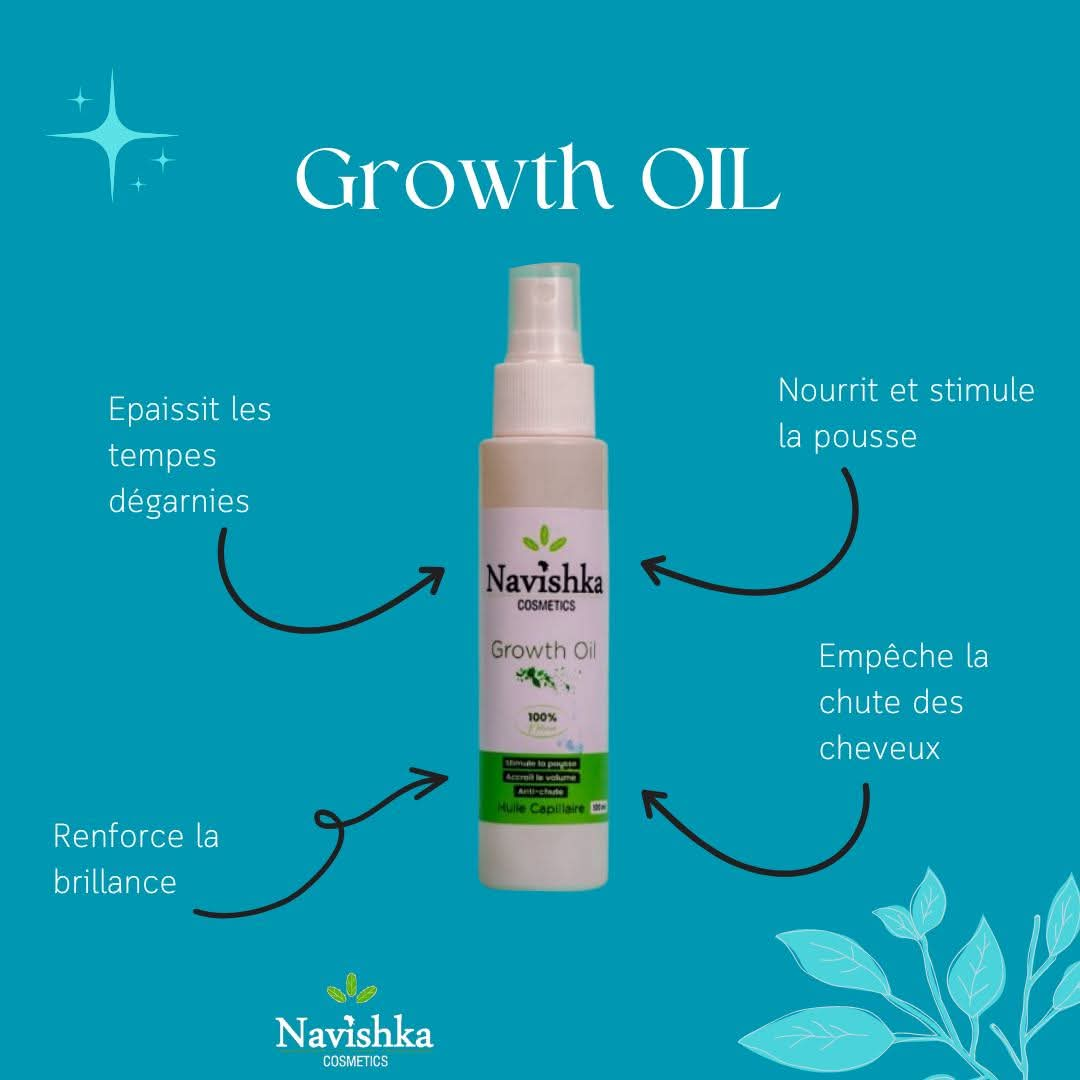 Growth OIL
Epaissit les
tempes
dégarnies
Nourrit et stimule
la pousse
Navishka
COSMETICS
Growth Oil
100%
Stimule la pousse
Accroit le volume
Anti-chute
Huile Capillaire
Empêche la
chute des
cheveux
Renforce la
brillance
Navishka
COSMETICS